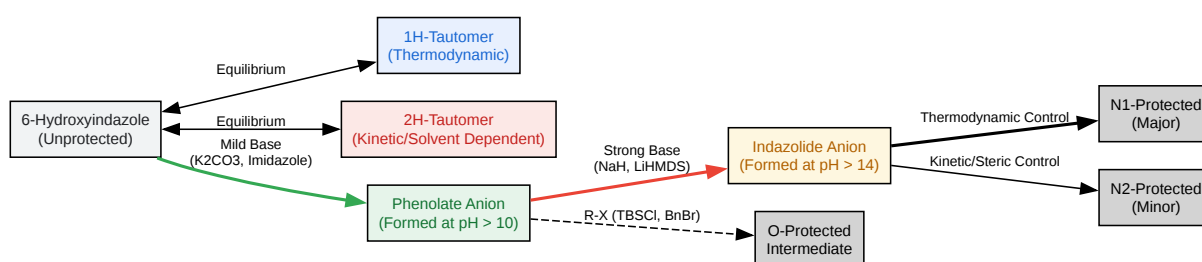 1H-Tautomer
(Thermodynamic)
Equilibrium
6-Hydroxyindazole
(Unprotected)
Equilibrium
2H-Tautomer
(Kinetic/Solvent Dependent)
Mild Base
(K2CO3, Imidazole)
Phenolate Anion
(Formed at pH > 10)
Strong Base
(NaH, LiHMDS)
R-X (TBSCl, BnBr)
Indazolide Anion
(Formed at pH > 14)
O-Protected
Intermediate
Thermodynamic Control
Kinetic/Steric Control
N1-Protected
(Major)
N2-Protected
(Minor)